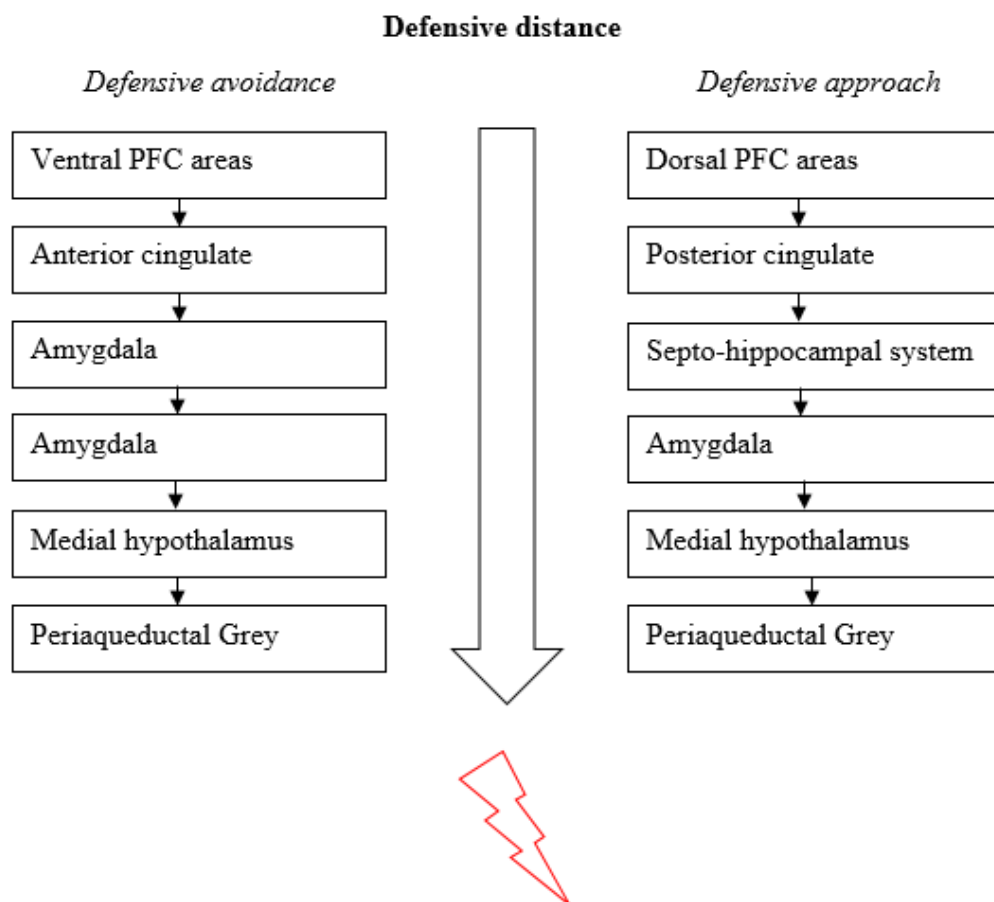 Defensive distance
Defensive avoidance
Defensive approach
Ventral PFC areas
Dorsal PFC areas
Anterior cingulate
Posterior cingulate
Amygdala
Septo-hippocampal system
Amygdala
Amygdala
Medial hypothalamus
Medial hypothalamus
Periaqueductal Grey
Periaqueductal Grey